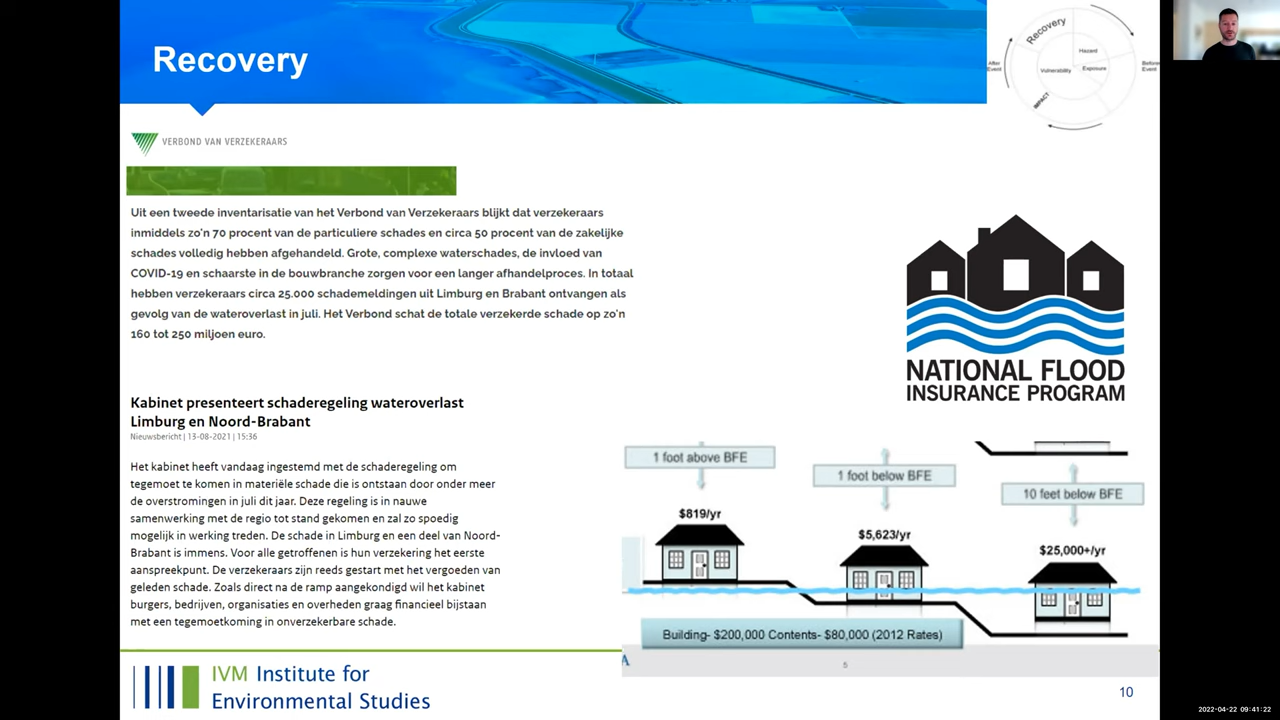 Recovery
Recovery
Hazard
After
Event
Vulnerability
Exposure
Before
Event
IMPACT
VERBOND VAN VERZEKERAARS
Uit een tweede inventarisatie van het Verbond van Verzekeraars blijkt dat verzekeraars
inmiddels zo'n 70 procent van de particuliere schades en circa 50 procent van de zakelijke
schades volledig hebben afgehandeld. Grote, complexe waterschades, de invloed van
COVID-19 en schaarste in de bouwbranche zorgen voor een langer afhandelproces. In totaal
hebben verzekeraars circa 25.000 schademeldingen uit Limburg en Brabant ontvangen als
gevolg van de wateroverlast in juli. Het Verbond schat de totale verzekerde schade op zo'n
160 tot 250 miljoen euro.
NATIONAL FLOOD
INSURANCE PROGRAM
Kabinet presenteert schaderegeling wateroverlast
Limburg en Noord-Brabant
Nieuwsbericht | 13-08-2021 | 15:36
Het kabinet heeft vandaag ingestemd met de schaderegeling om
tegemoet te komen in materiële schade die is ontstaan door onder meer
de overstromingen in juli dit jaar. Deze regeling is in nauwe
samenwerking met de regio tot stand gekomen en zal zo spoedig
mogelijk in werking treden. De schade in Limburg en een deel van Noord-
Brabant is immens. Voor alle getroffenen is hun verzekering het eerste
aanspreekpunt. De verzekeraars zijn reeds gestart met het vergoeden van
geleden schade. Zoals direct na de ramp aangekondigd wil het kabinet
burgers, bedrijven, organisaties en overheden graag financieel bijstaan
met een tegemoetkoming in onverzekerbare schade.
1 foot above BFE
1 foot below BFE
10 feet below BFE
$819/yr
$5,623/yr
$25,000+/yr
Building- $200,000 Contents- $80,000 (2012 Rates)
A
5
IVM Institute for
Environmental Studies
10
2022-04-22 09:41:22